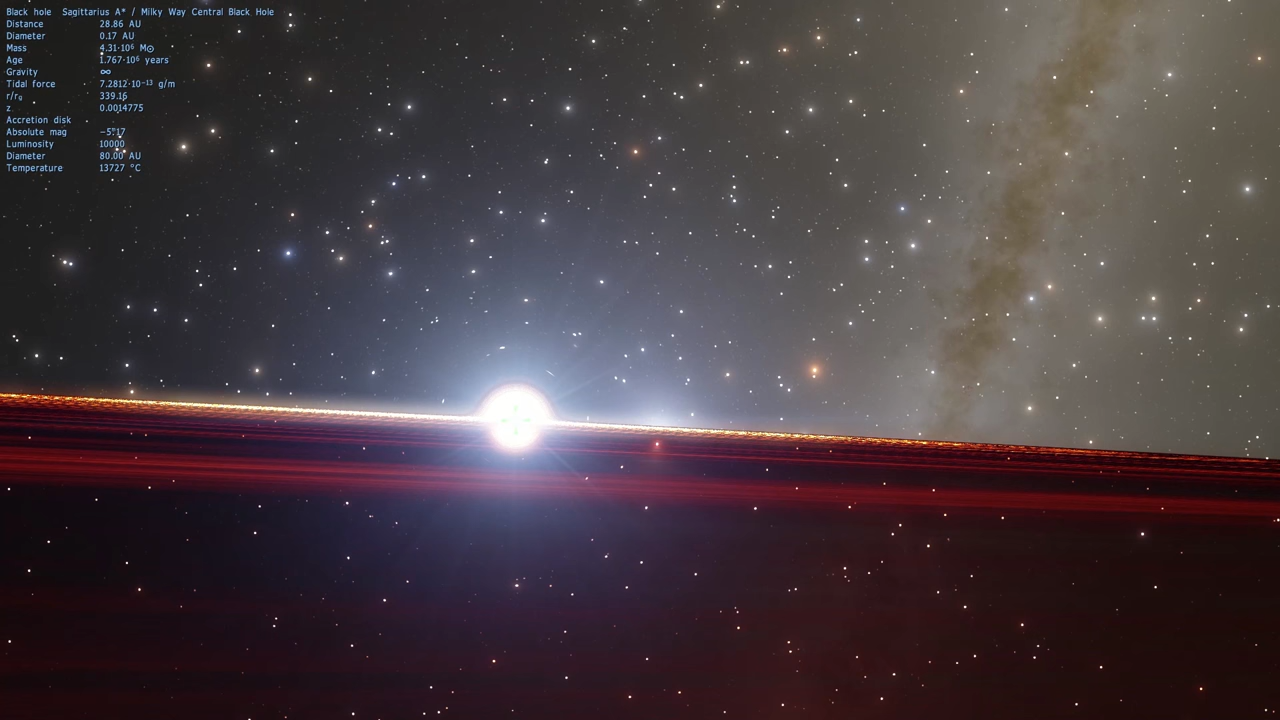 Black hole Sagittarius A* / Milky Way Central Black Hole
Distance 28.86 AU
Diameter 0.17 AU
Mass 4.31·10⁶ M☉
Age 1.767·10⁶ years
Gravity ∞
Tidal force 7.2812·10⁻¹³ g/m
r/rg 339.16
z 0.0014775
Accretion disk
Absolute mag −5.17
Luminosity 10000
Diameter 80.00 AU
Temperature 13727 °C